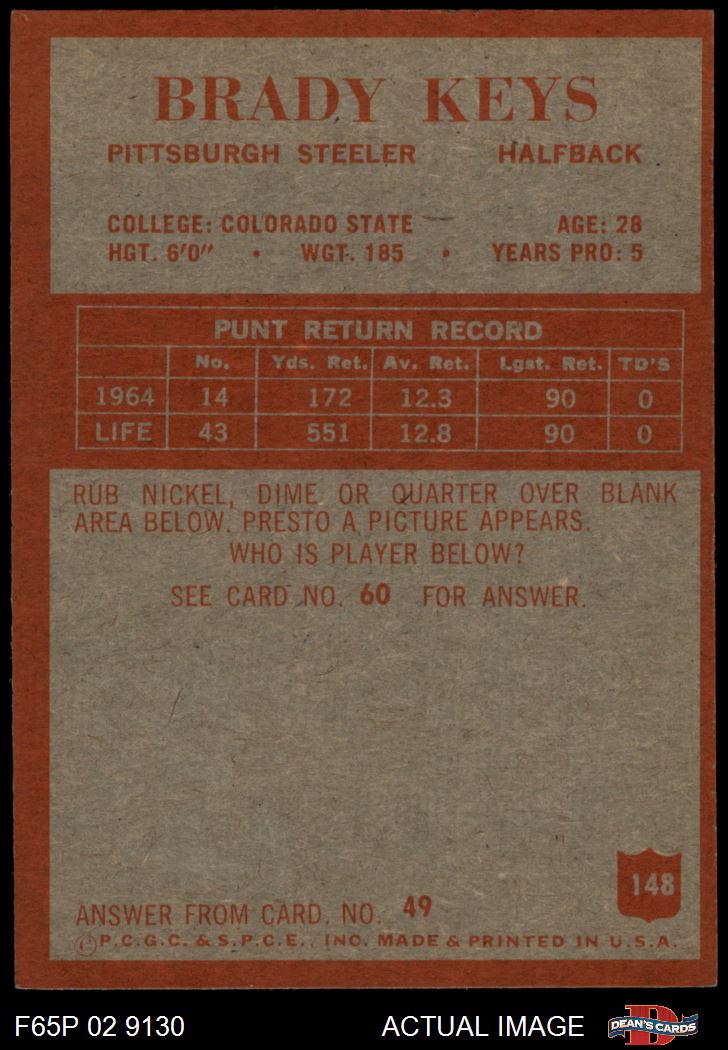 BRADY KEYS
PITTSBURGH STEELER HALFBACK
COLLEGE: COLORADO STATE AGE: 28
HGT. 6'0" • WGT. 185 • YEARS PRO: 5
PUNT RETURN RECORD
No. Yds. Ret. Av. Ret. Lgst. Ret. TD'S
1964 14 172 12.3 90 0
LIFE 43 551 12.8 90 0
RUB NICKEL, DIME OR QUARTER OVER BLANK
AREA BELOW. PRESTO A PICTURE APPEARS.
WHO IS PLAYER BELOW?
SEE CARD NO. 60 FOR ANSWER.
148
ANSWER FROM CARD. NO. 49
©P.C.G.C. & S.P.C.E., INC. MADE & PRINTED IN U.S.A.
F65P 02 9130 ACTUAL IMAGE
DEAN'S CARDS